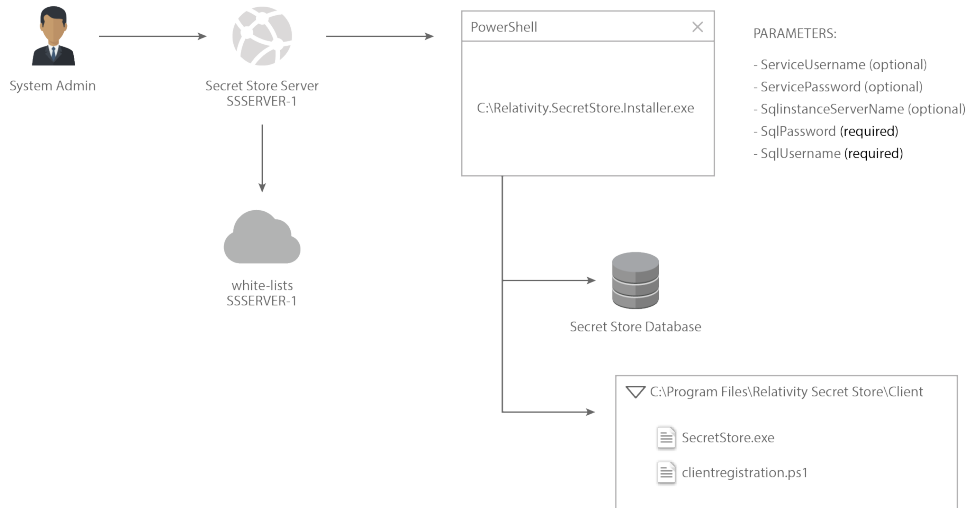 System Admin
Secret Store Server
SSSERVER-1
PowerShell
C:\Relativity.SecretStore.Installer.exe
PARAMETERS:
- ServiceUsername (optional)
- ServicePassword (optional)
- SqlinstanceServerName (optional)
- SqlPassword (required)
- SqlUsername (required)
white-lists
SSSERVER-1
Secret Store Database
C:\Program Files\Relativity Secret Store\Client
SecretStore.exe
clientregistration.ps1